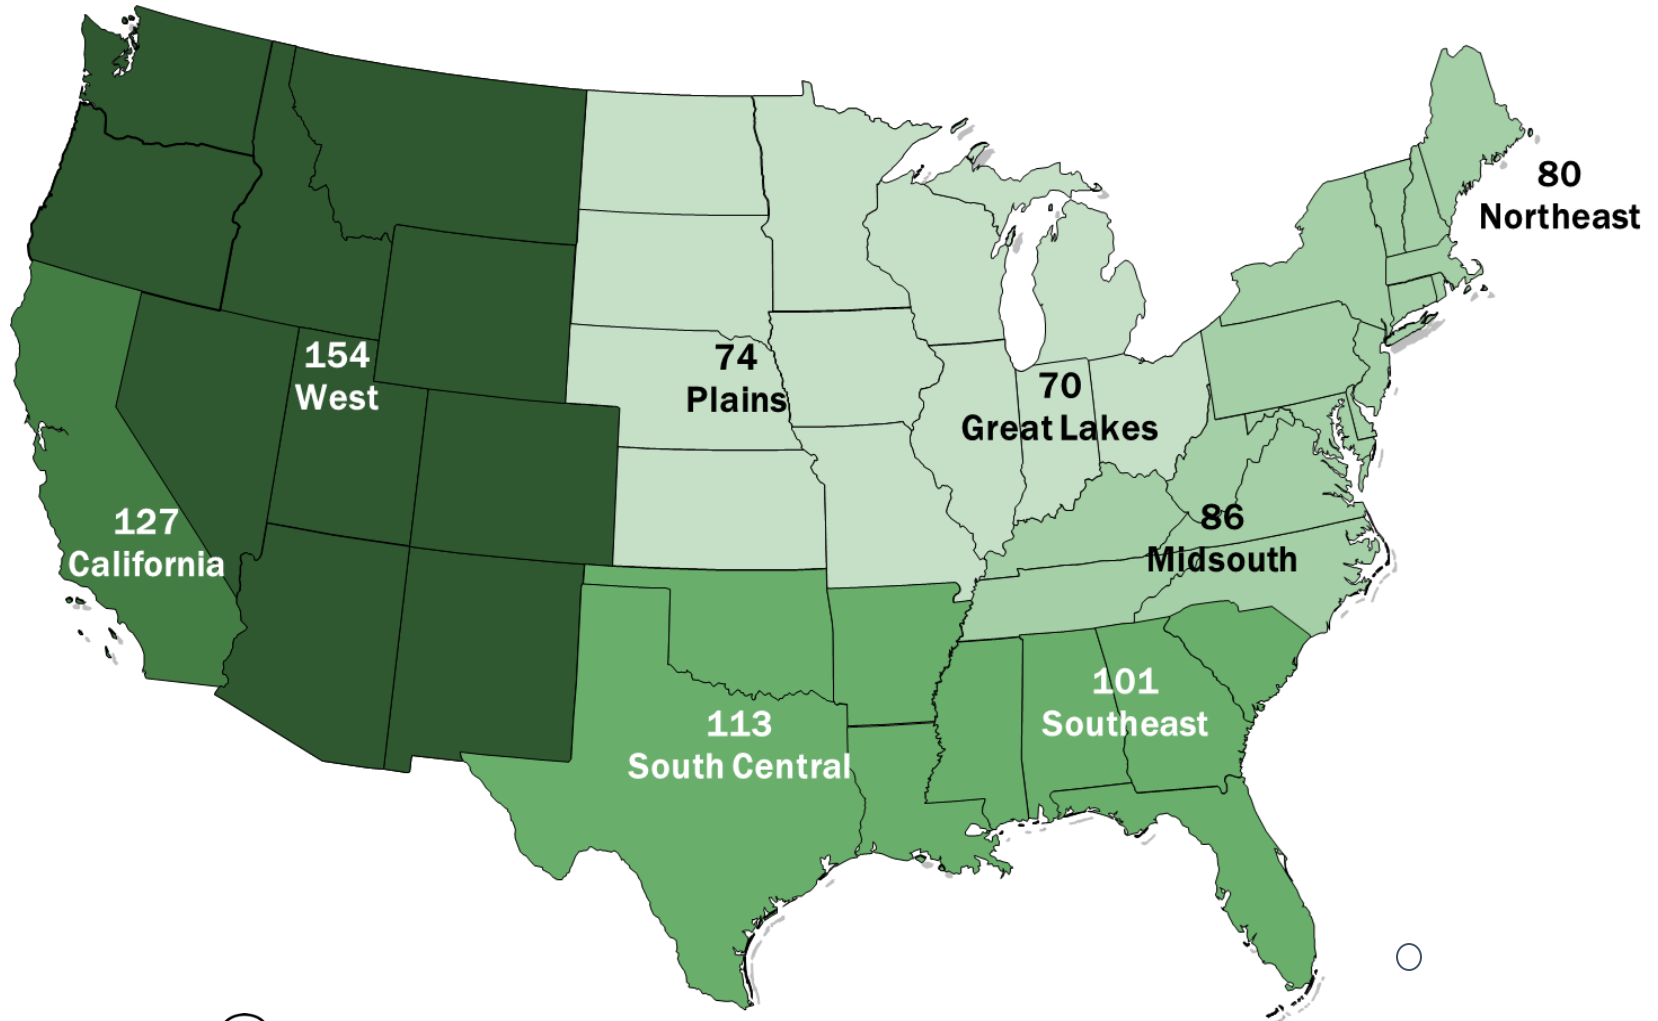 80
Northeast
154
West
74
Plains
70
Great Lakes
127
California
86
Midsouth
101
Southeast
113
South Central